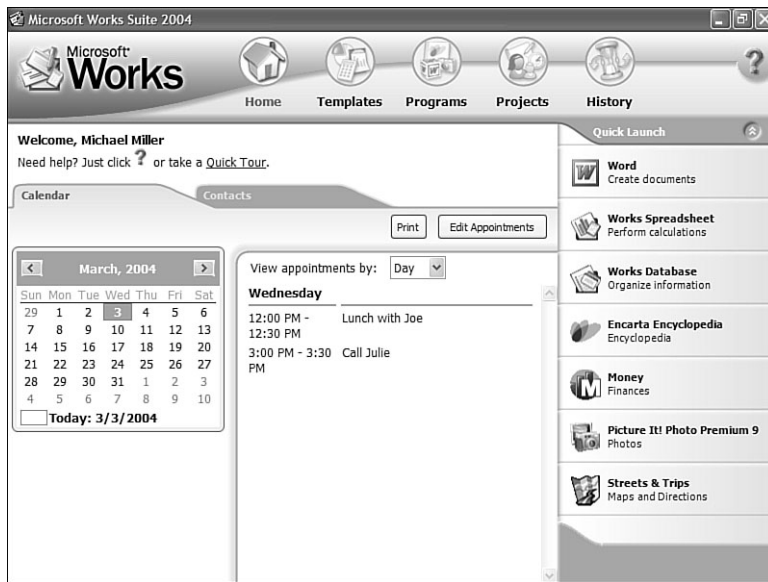 Microsoft Works Suite 2004
Microsoft®
Works
Home Templates Programs Projects History
?
Welcome, Michael Miller
Need help? Just click ? or take a Quick Tour.
Calendar Contacts
Print Edit Appointments
March, 2004
Sun Mon Tue Wed Thu Fri Sat
29 1 2 3 4 5 6
7 8 9 10 11 12 13
14 15 16 17 18 19 20
21 22 23 24 25 26 27
28 29 30 31 1 2 3
4 5 6 7 8 9 10
Today: 3/3/2004
View appointments by: Day
Wednesday
12:00 PM - Lunch with Joe
12:30 PM
3:00 PM - 3:30 Call Julie
PM
Quick Launch
Word
Create documents
Works Spreadsheet
Perform calculations
Works Database
Organize information
Encarta Encyclopedia
Encyclopedia
Money
Finances
Picture It! Photo Premium 9
Photos
Streets & Trips
Maps and Directions